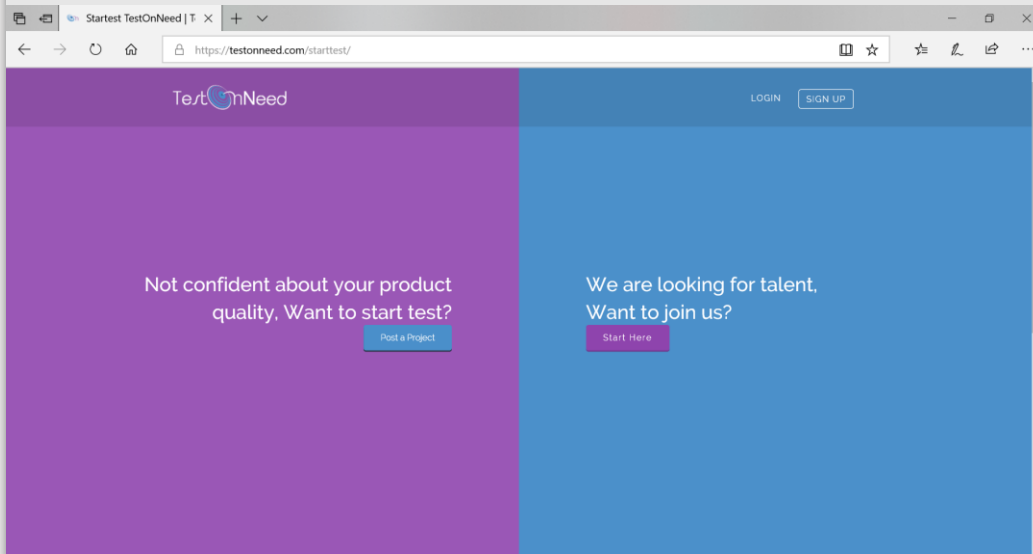 Startest TestOnNeed | T
https://testonneed.com/starttest/
TestOnNeed
LOGIN
SIGN UP
Not confident about your product
quality, Want to start test?
Post a Project
We are looking for talent,
Want to join us?
Start Here